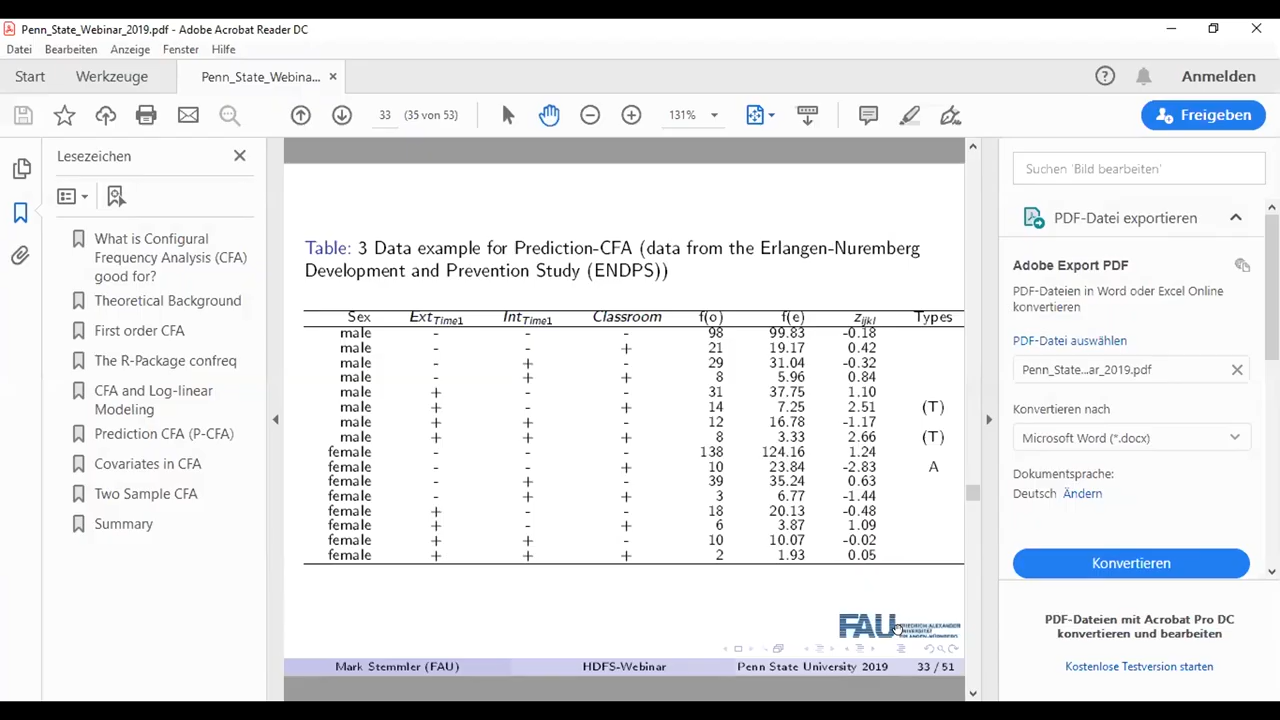 Penn_State_Webinar_2019.pdf - Adobe Acrobat Reader DC
Datei Bearbeiten Anzeige Fenster Hilfe
Start Werkzeuge Penn_State_Webina... × Anmelden
33 (35 von 53) 131% Freigeben
Lesezeichen
What is Configural
Frequency Analysis (CFA)
good for?
Theoretical Background
First order CFA
The R-Package confreq
CFA and Log-linear
Modeling
Prediction CFA (P-CFA)
Covariates in CFA
Two Sample CFA
Summary
Table: 3 Data example for Prediction-CFA (data from the Erlangen-Nuremberg
Development and Prevention Study (ENDPS))
Sex Ext_Time1 Int_Time1 Classroom f(o) f(e) z_ijkl Types
male - - - 98 99.83 -0.18
male - - + 21 19.17 0.42
male - + - 29 31.04 -0.32
male - + + 8 5.96 0.84
male + - - 31 37.75 1.10
male + - + 14 7.25 2.51 (T)
male + + - 12 16.78 -1.17
male + + + 8 3.33 2.66 (T)
female - - - 138 124.16 1.24
female - - + 10 23.84 -2.83 A
female - + - 39 35.24 0.63
female - + + 3 6.77 -1.44
female + - - 18 20.13 -0.48
female + - + 6 3.87 1.09
female + + - 10 10.07 -0.02
female + + + 2 1.93 0.05
FAU FRIEDRICH-ALEXANDER
UNIVERSITÄT
ERLANGEN-NÜRNBERG
Mark Stemmler (FAU) HDFS-Webinar Penn State University 2019 33 / 51
Suchen 'Bild bearbeiten'
PDF-Datei exportieren
Adobe Export PDF
PDF-Dateien in Word oder Excel Online
konvertieren
PDF-Datei auswählen
Penn_State...ar_2019.pdf
Konvertieren nach
Microsoft Word (*.docx)
Dokumentsprache:
Deutsch Ändern
Konvertieren
PDF-Dateien mit Acrobat Pro DC
konvertieren und bearbeiten
Kostenlose Testversion starten